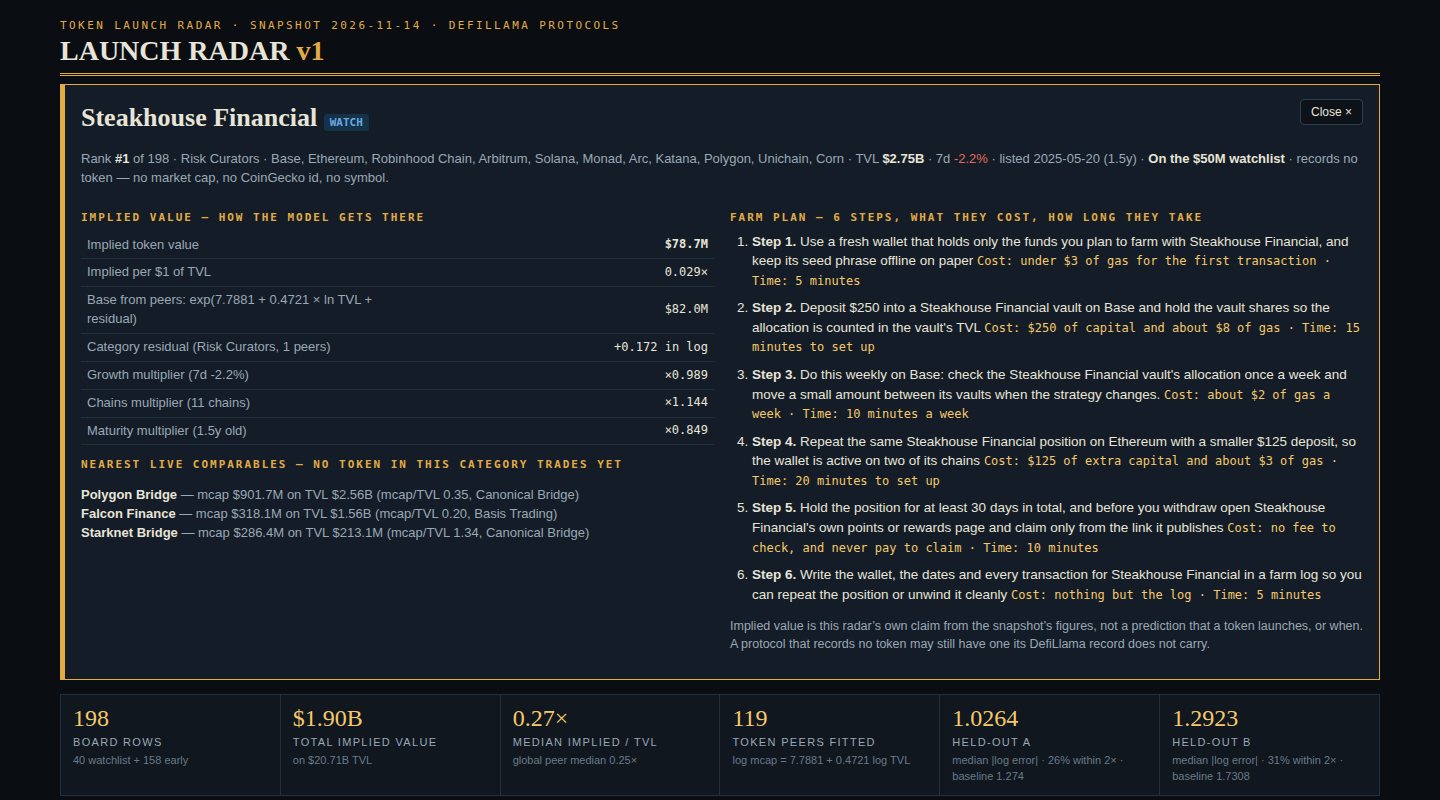 TOKEN LAUNCH RADAR · SNAPSHOT 2026-11-14 · DEFILLAMA PROTOCOLS
LAUNCH RADAR v1
Steakhouse Financial WATCH
Close ×
Rank #1 of 198 · Risk Curators · Base, Ethereum, Robinhood Chain, Arbitrum, Solana, Monad, Arc, Katana, Polygon, Unichain, Corn · TVL $2.75B · 7d -2.2% · listed 2025-05-20 (1.5y) · On the $50M watchlist · records no
token — no market cap, no CoinGecko id, no symbol.
IMPLIED VALUE — HOW THE MODEL GETS THERE
Implied token value $78.7M
Implied per $1 of TVL 0.029×
Base from peers: exp(7.7881 + 0.4721 × ln TVL +
residual) $82.0M
Category residual (Risk Curators, 1 peers) +0.172 in log
Growth multiplier (7d -2.2%) ×0.989
Chains multiplier (11 chains) ×1.144
Maturity multiplier (1.5y old) ×0.849
NEAREST LIVE COMPARABLES — NO TOKEN IN THIS CATEGORY TRADES YET
Polygon Bridge — mcap $901.7M on TVL $2.56B (mcap/TVL 0.35, Canonical Bridge)
Falcon Finance — mcap $318.1M on TVL $1.56B (mcap/TVL 0.20, Basis Trading)
Starknet Bridge — mcap $286.4M on TVL $213.1M (mcap/TVL 1.34, Canonical Bridge)
FARM PLAN — 6 STEPS, WHAT THEY COST, HOW LONG THEY TAKE
1. Step 1. Use a fresh wallet that holds only the funds you plan to farm with Steakhouse Financial, and
keep its seed phrase offline on paper Cost: under $3 of gas for the first transaction ·
Time: 5 minutes
2. Step 2. Deposit $250 into a Steakhouse Financial vault on Base and hold the vault shares so the
allocation is counted in the vault's TVL Cost: $250 of capital and about $8 of gas · Time: 15
minutes to set up
3. Step 3. Do this weekly on Base: check the Steakhouse Financial vault's allocation once a week and
move a small amount between its vaults when the strategy changes. Cost: about $2 of gas a
week · Time: 10 minutes a week
4. Step 4. Repeat the same Steakhouse Financial position on Ethereum with a smaller $125 deposit, so
the wallet is active on two of its chains Cost: $125 of extra capital and about $3 of gas ·
Time: 20 minutes to set up
5. Step 5. Hold the position for at least 30 days in total, and before you withdraw open Steakhouse
Financial's own points or rewards page and claim only from the link it publishes Cost: no fee to
check, and never pay to claim · Time: 10 minutes
6. Step 6. Write the wallet, the dates and every transaction for Steakhouse Financial in a farm log so you
can repeat the position or unwind it cleanly Cost: nothing but the log · Time: 5 minutes
Implied value is this radar's own claim from the snapshot's figures, not a prediction that a token launches, or when.
A protocol that records no token may still have one its DefiLlama record does not carry.
198
BOARD ROWS
40 watchlist + 158 early
$1.90B
TOTAL IMPLIED VALUE
on $20.71B TVL
0.27×
MEDIAN IMPLIED / TVL
global peer median 0.25×
119
TOKEN PEERS FITTED
log mcap = 7.7881 + 0.4721 log TVL
1.0264
HELD-OUT A
median |log error| · 26% within 2× ·
baseline 1.274
1.2923
HELD-OUT B
median |log error| · 31% within 2× ·
baseline 1.7308